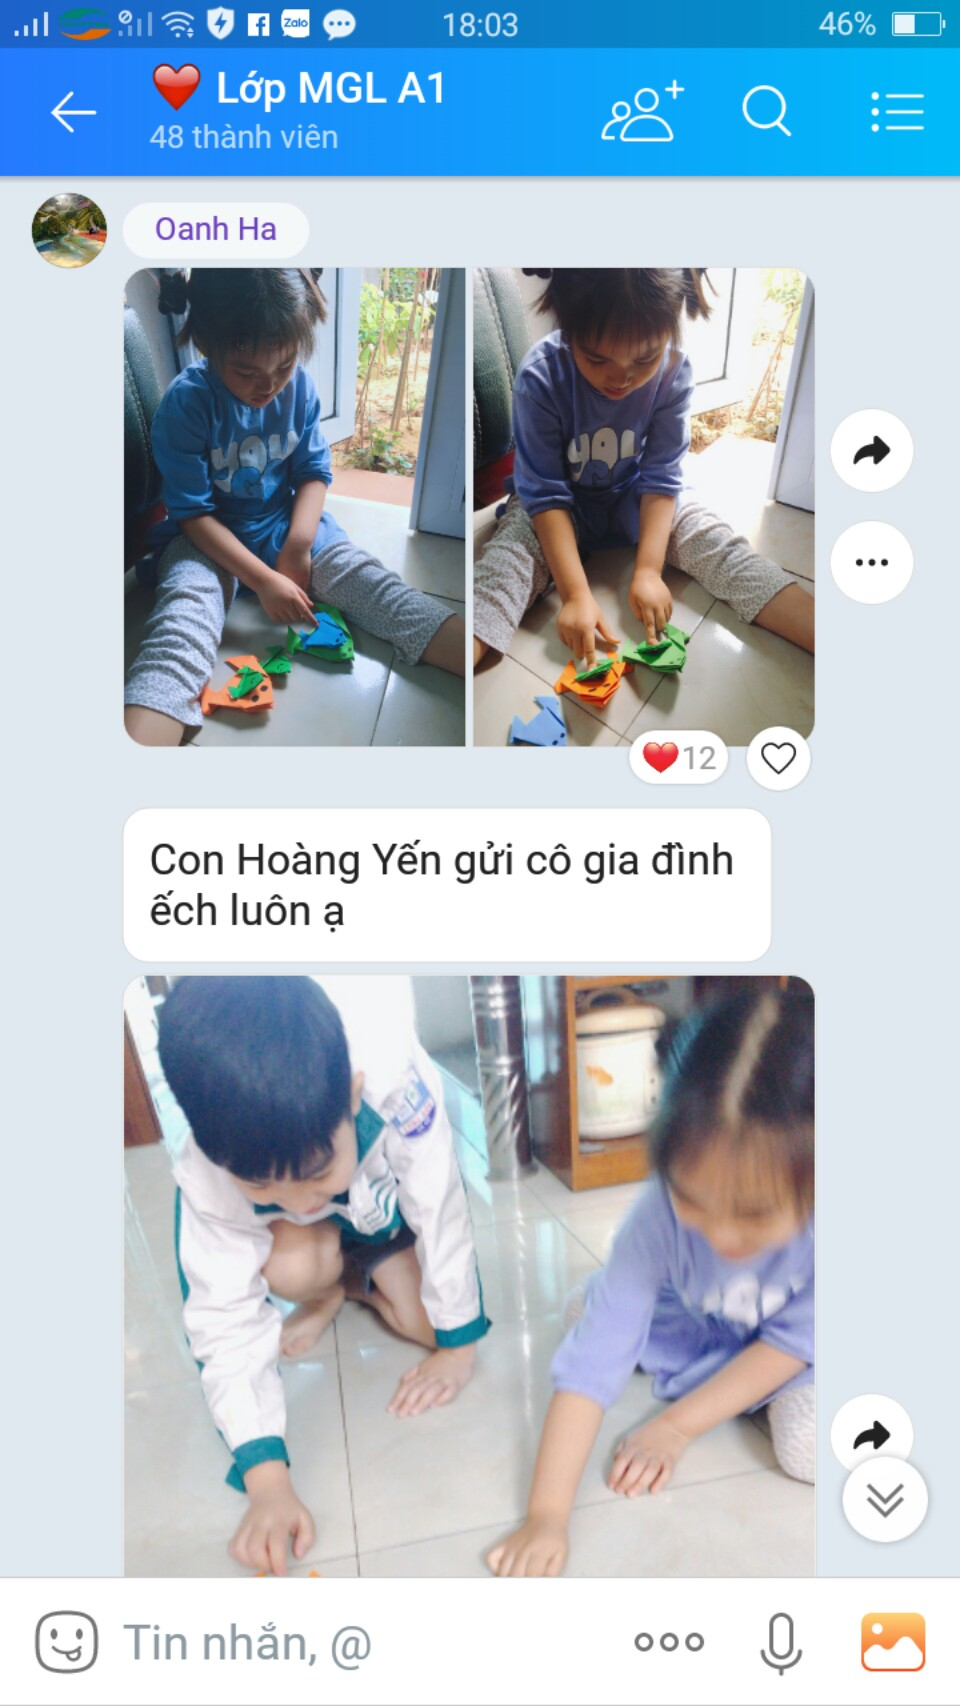 Zalo
18:03
46%
❤️ Lớp MGL A1
48 thành viên
Oanh Ha
12
Con Hoàng Yến gửi cô gia đình
ếch luôn ạ
Tin nhắn, @